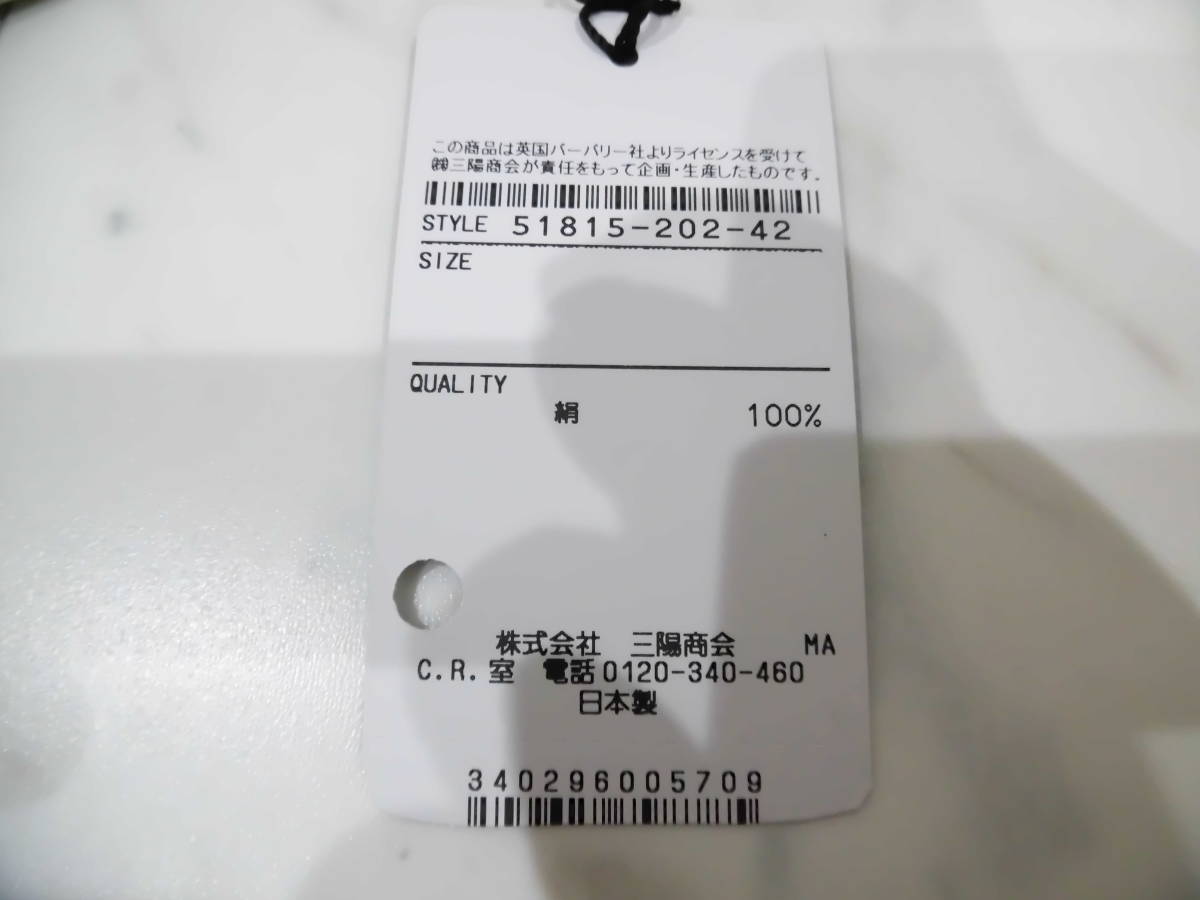 この商品は英国バーバリー社よりライセンスを受けて
㈱三陽商会が責任をもって企画・生産したものです。
STYLE 51815-202-42
SIZE
QUALITY
絹 100%
株式会社 三陽商会 MA
C.R.室 電話0120-340-460
日本製
340296005709